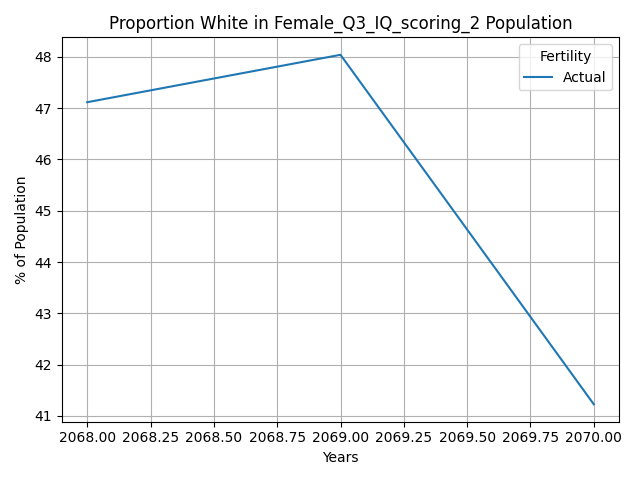 Proportion White in Female_Q3_IQ_scoring_2 Population
Fertility
Actual
% of Population
48
47
46
45
44
43
42
41
2068.00 2068.25 2068.50 2068.75 2069.00 2069.25 2069.50 2069.75 2070.00
Years